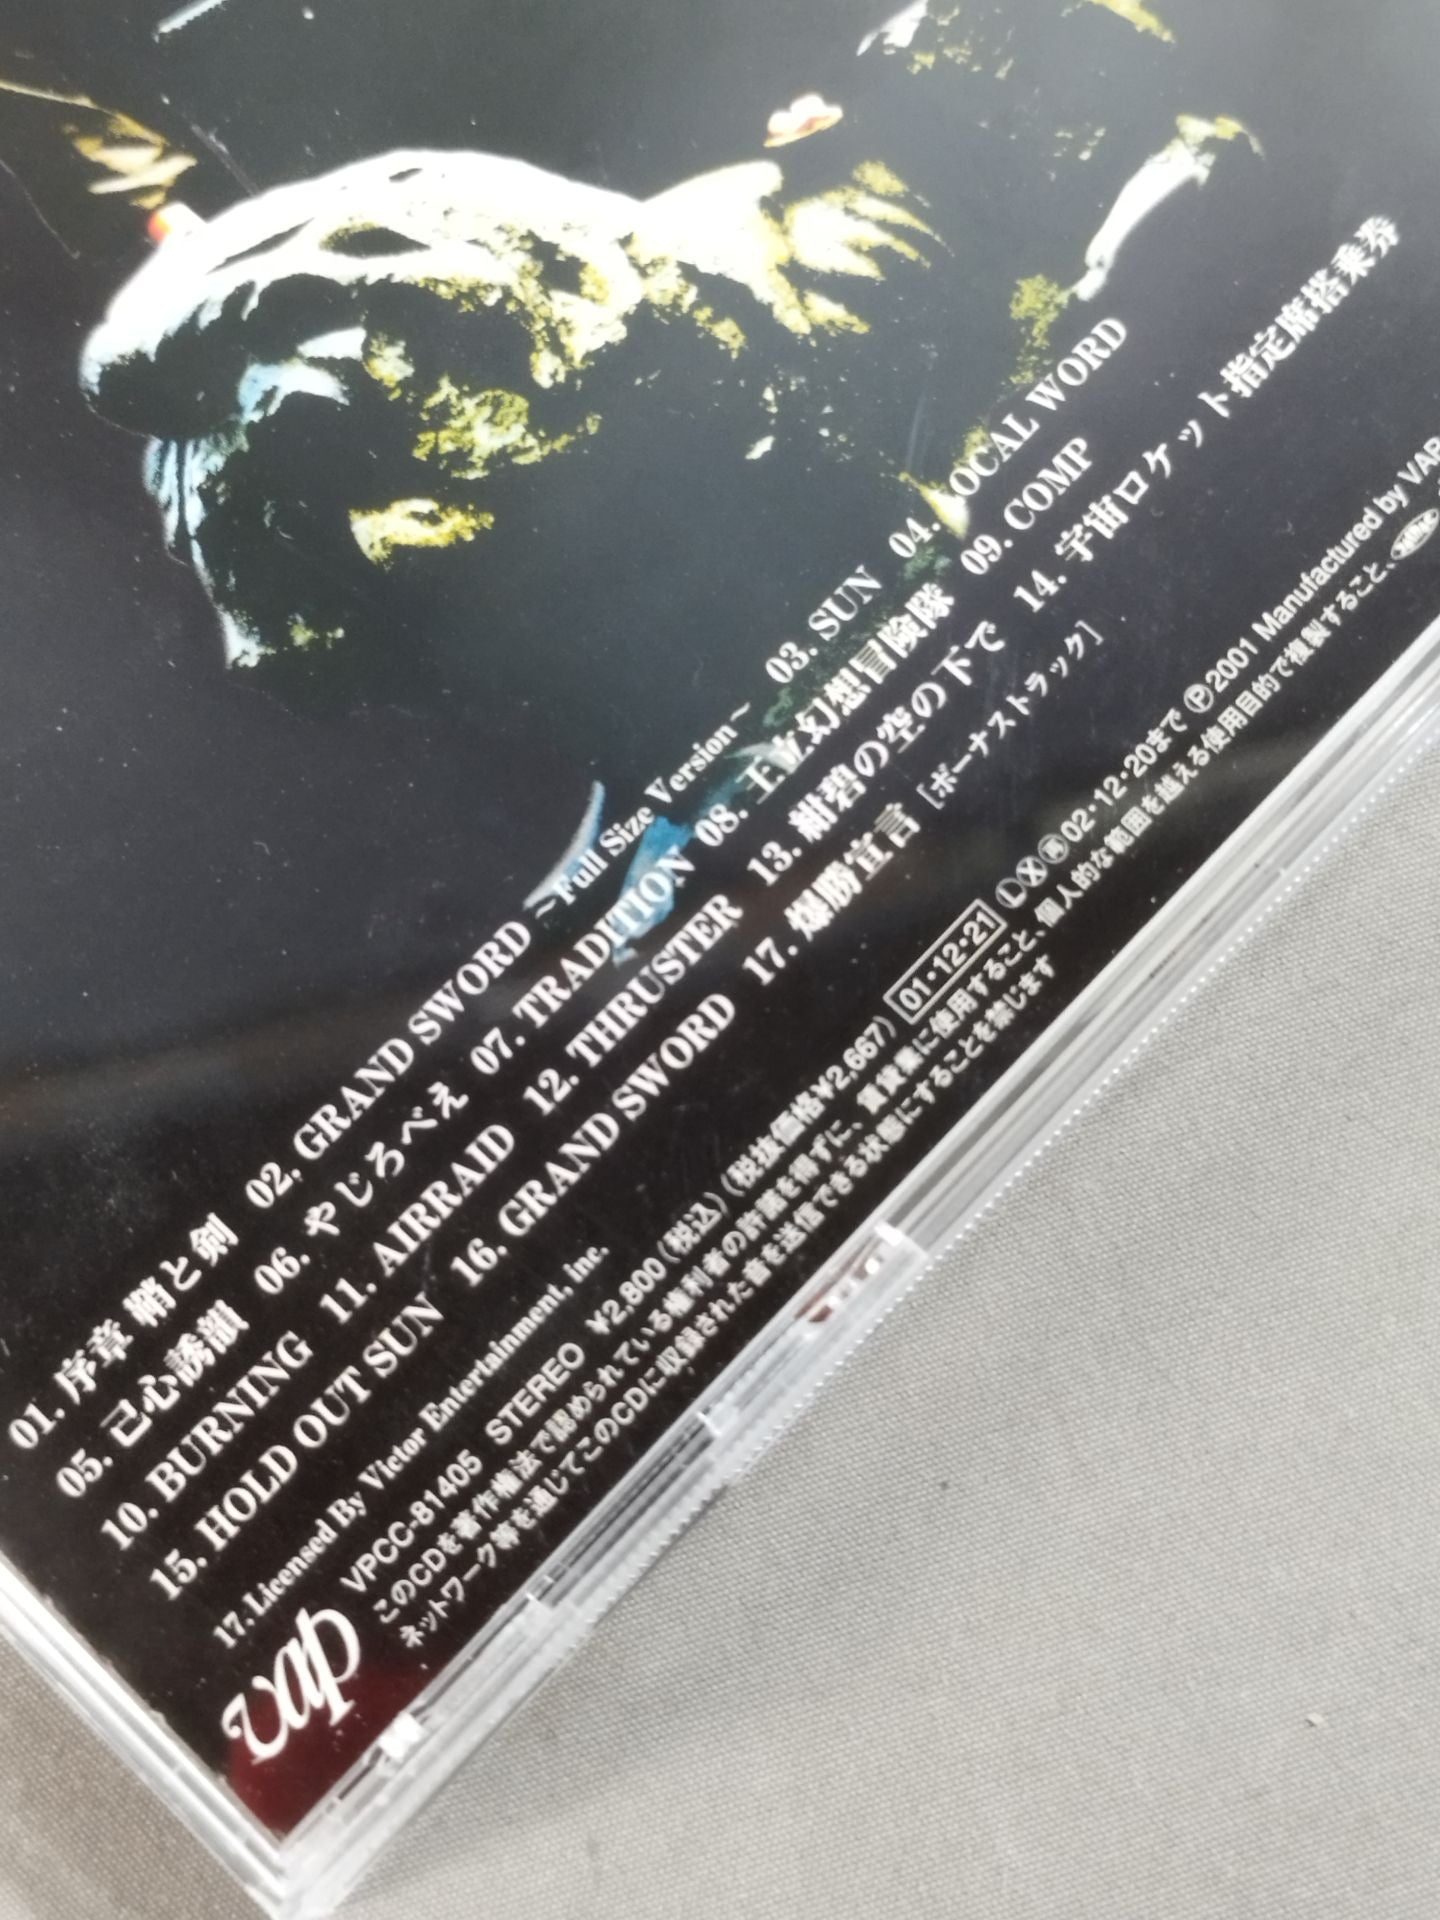 01. 序章 鞘と剣 02. GRAND SWORD ~Full Size Version~ 03. SUN 04. LOCAL WORD
05. 己心誘韻 06. やじろべえ 07. TRADITION 08. 王立幻想冒険隊 09. COMP
10. BURNING 11. AIRRAID 12. THRUSTER 13. 紺碧の空の下で 14. 宇宙ロケット指定席搭乗券
15. HOLD OUT SUN 16. GRAND SWORD 17. 爆勝宣言 [ボーナストラック]
17. Licensed By Victor Entertainment, inc.
vap
VPCC-81405 STEREO ¥2,800(税込)(税抜価格¥2,667) 01・12・21 Ⓛ Ⓧ 再 02・12・20まで Ⓟ2001 Manufactured by VAP
このCDを著作権法で認められている権利者の許諾を得ずに、賃貸業に使用すること、個人的な範囲を越える使用目的で複製すること、
ネットワーク等を通じてこのCDに収録された音を送信できる状態にすることを禁じます